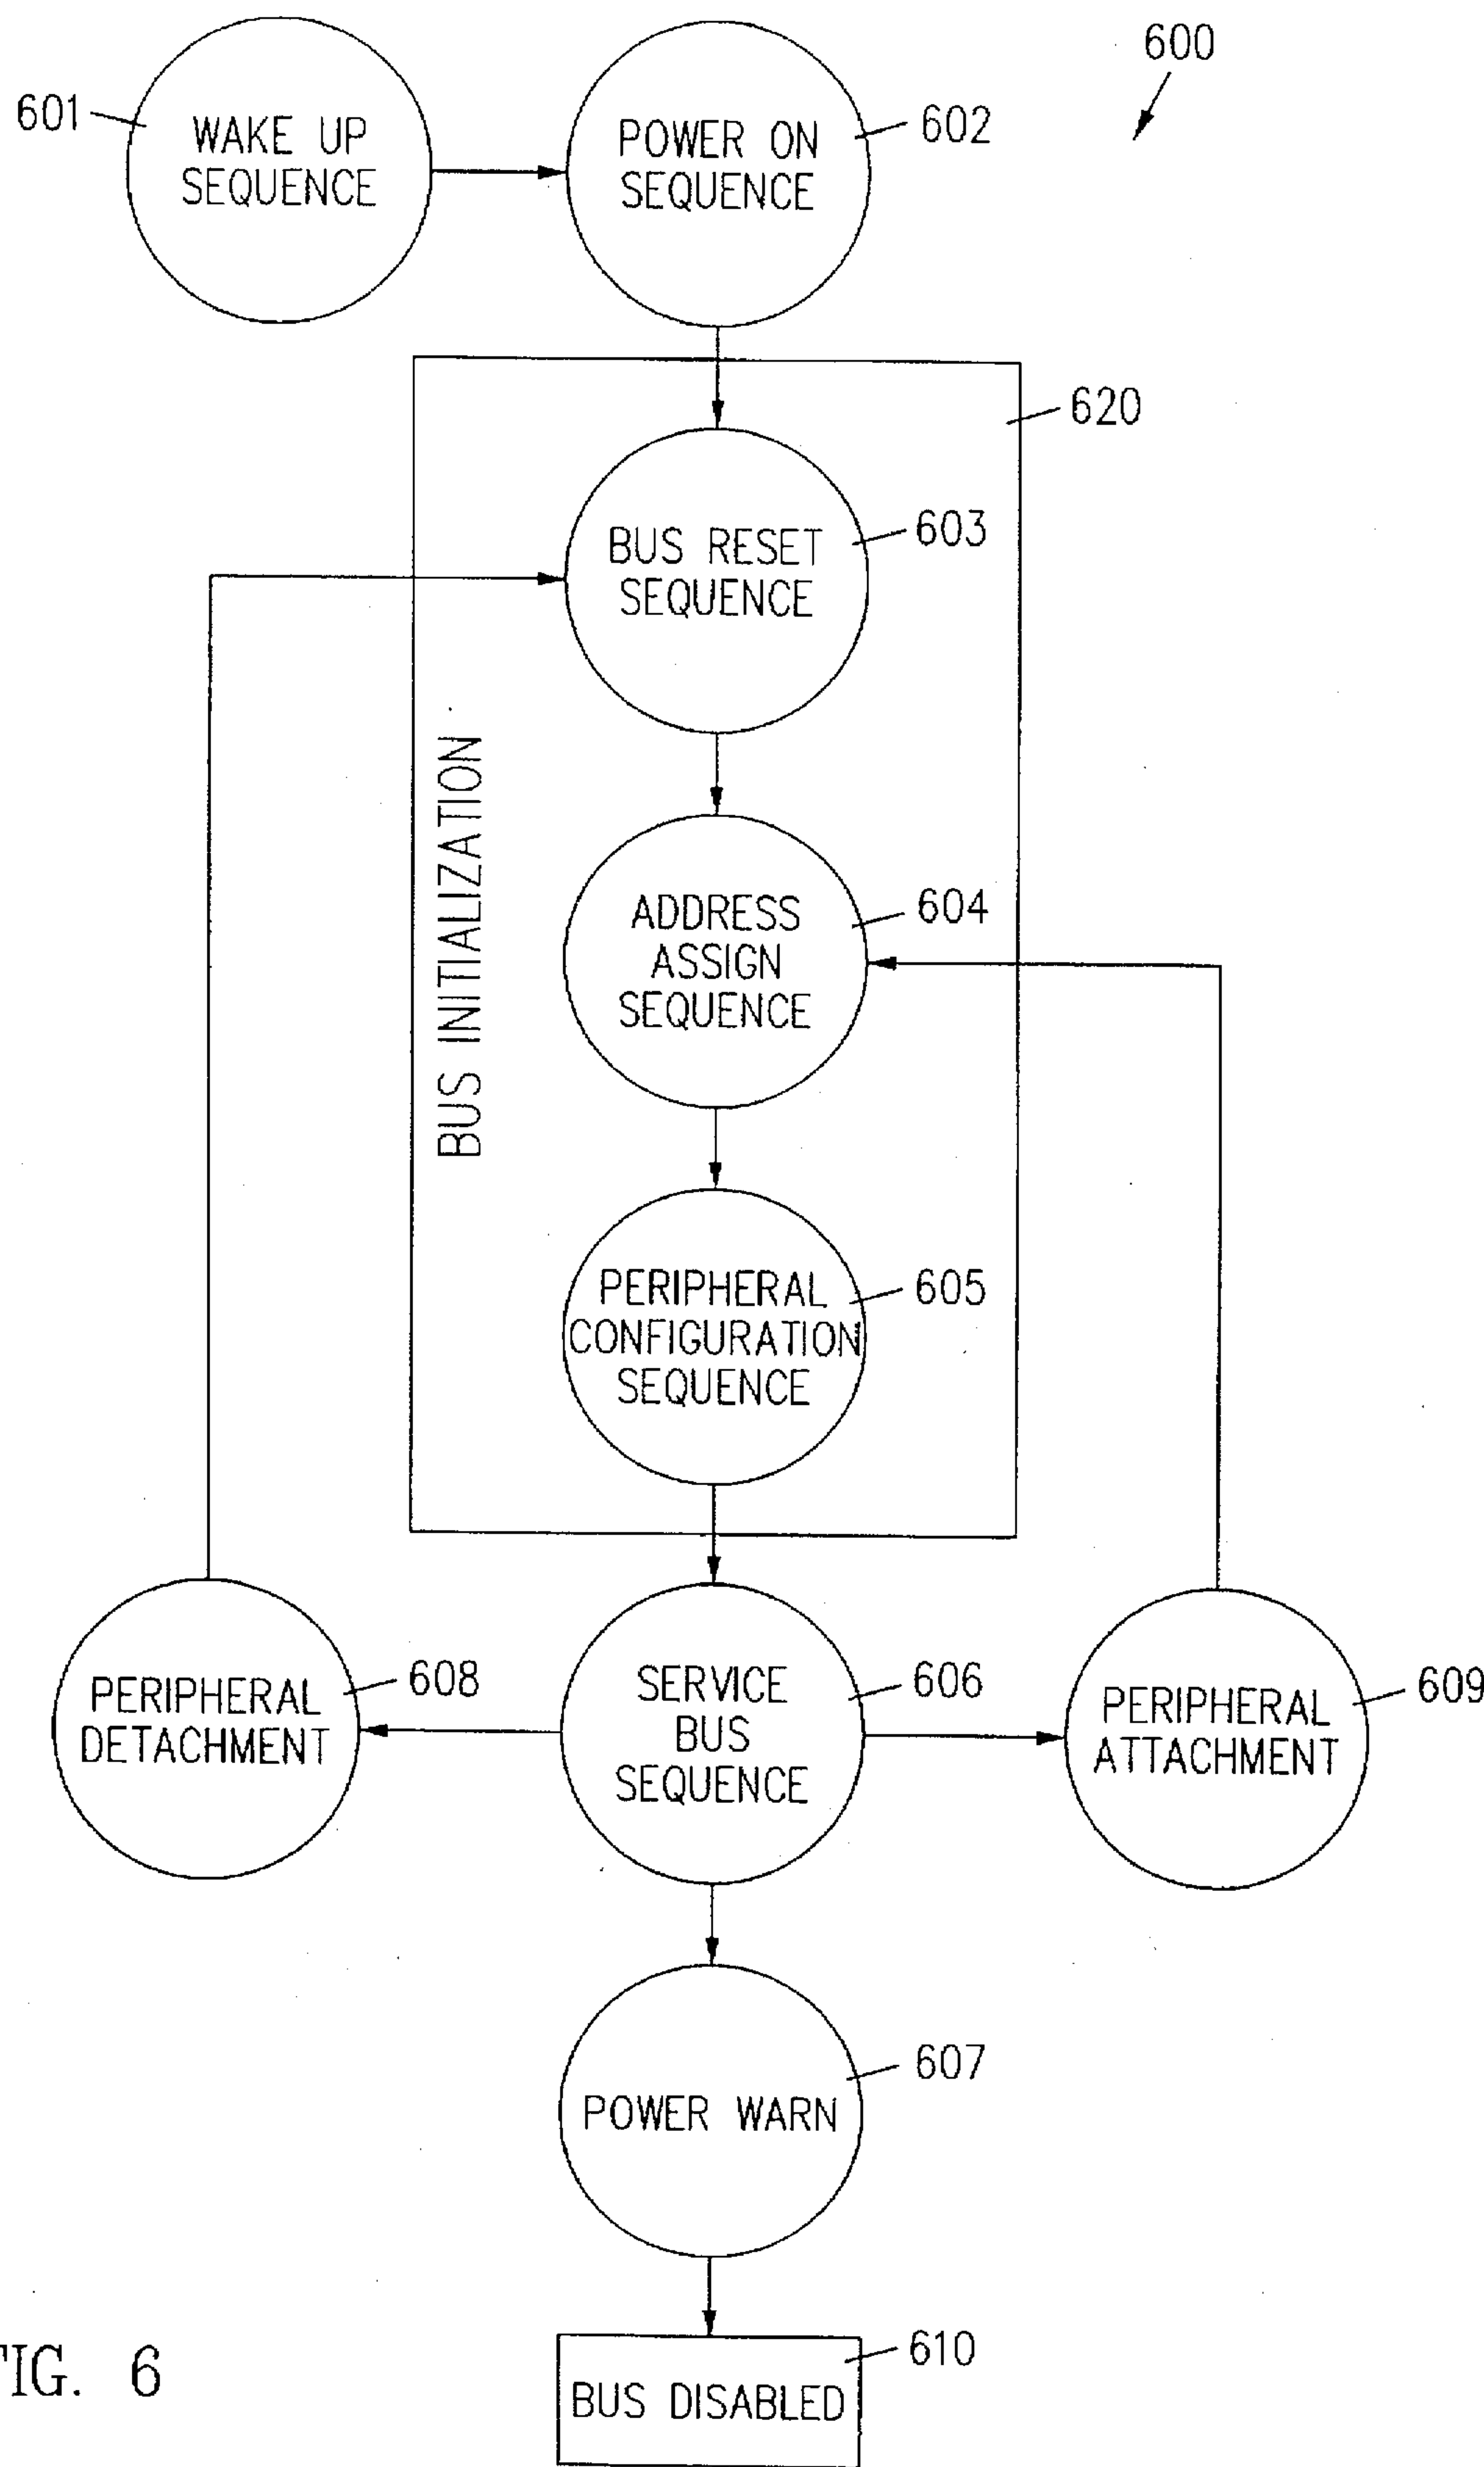 600
601
WAKE UP
SEQUENCE
POWER ON
SEQUENCE
602
620
BUS RESET
SEQUENCE
603
BUS INITIALIZATION
ADDRESS
ASSIGN
SEQUENCE
604
PERIPHERAL
CONFIGURATION
SEQUENCE
605
PERIPHERAL
DETACHMENT
608
SERVICE
BUS
SEQUENCE
606
PERIPHERAL
ATTACHMENT
609
POWER WARN
607
BUS DISABLED
610
FIG. 6